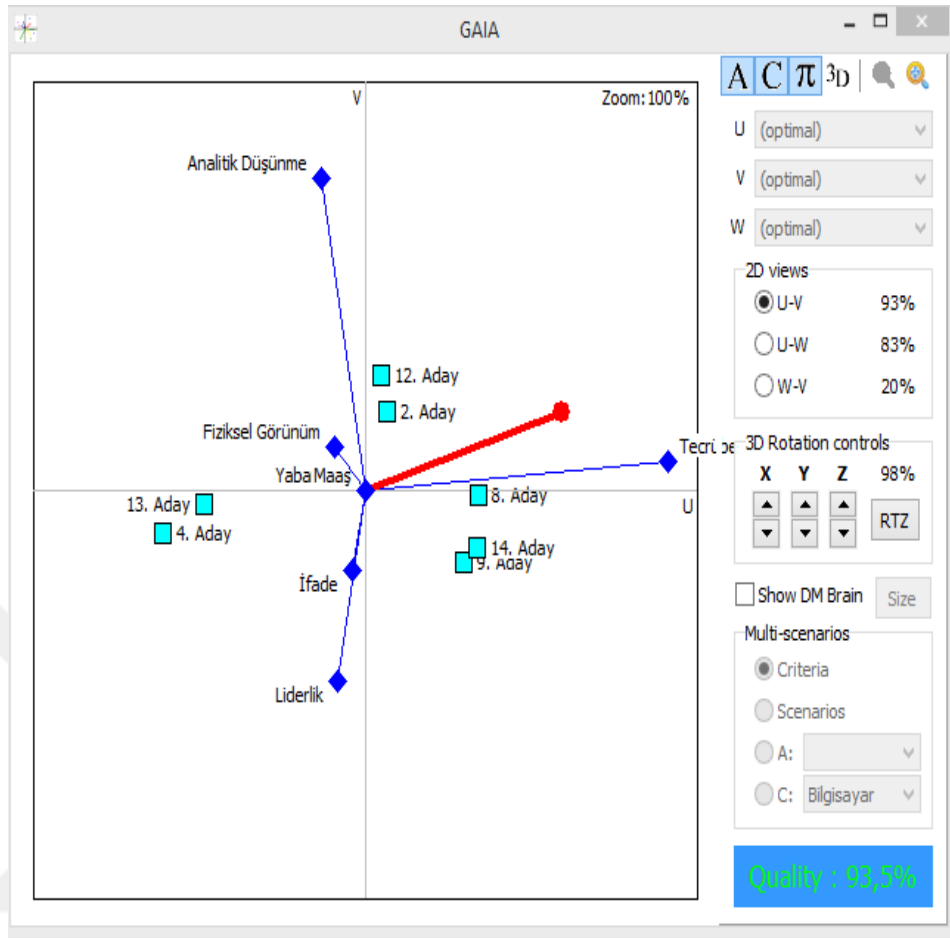 GAIA
V
Zoom: 100%
Analitik Düşünme
12. Aday
2. Aday
Fiziksel Görünüm
Maaş
13. Aday
4. Aday
8. Aday
U
14. Aday
9. Aday
İfade
Liderlik
A C π 3D
U (optimal)
V (optimal)
W (optimal)
2D views
U-V 93%
U-W 83%
W-V 20%
3D Rotation controls
X Y Z 98%
RTZ
Show DM Brain Size
Multi-scenarios
Criteria
Scenarios
A:
C: Bilgisayar
Quality : 93,5%